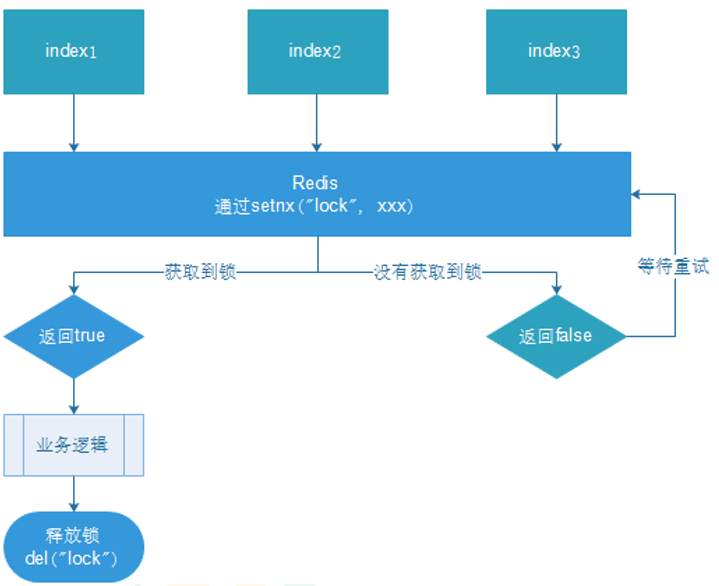 index1
index2
index3
Redis
通过setnx("lock", xxx)
获取到锁
没有获取到锁
等待重试
返回true
返回false
业务逻辑
释放锁
del("lock")